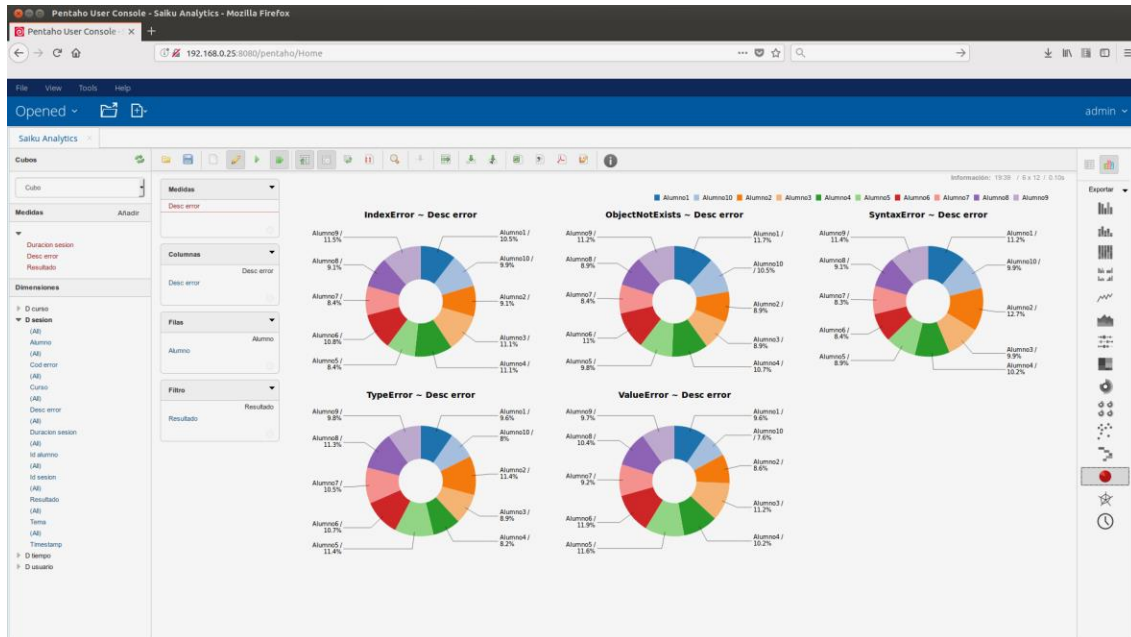 Pentaho User Console - Saiku Analytics - Mozilla Firefox
Pentaho User Console
192.168.0.25:8080/pentaho/Home
File View Tools Help
Opened
admin
Saiku Analytics
Cubos
Cubo
Medidas Añadir
Duracion sesion
Desc error
Resultado
Dimensiones
D curso
D sesion
(All)
Alumno
(All)
Cod error
(All)
Curso
(All)
Desc error
(All)
Duracion sesion
(All)
Id alumno
(All)
Id sesion
(All)
Resultado
(All)
Tema
(All)
Timestamp
D tiempo
D usuario
Medidas
Desc error
Columnas
Desc error
Desc error
Filas
Alumno
Alumno
Filtro
Resultado
Resultado
Información: 19:39 / 6 x 12 / 0.10s
Exportar
Alumno1 Alumno10 Alumno2 Alumno3 Alumno4 Alumno5 Alumno6 Alumno7 Alumno8 Alumno9
IndexError ~ Desc error
Alumno1 /
10.5%
Alumno10 /
9.9%
Alumno2 /
9.1%
Alumno3 /
11.1%
Alumno4 /
11.1%
Alumno5 /
8.4%
Alumno6 /
10.8%
Alumno7 /
8.4%
Alumno8 /
9.1%
Alumno9 /
11.5%
ObjectNotExists ~ Desc error
Alumno1 /
11.7%
Alumno10
/ 10.5%
Alumno2 /
8.9%
Alumno3 /
8.9%
Alumno4 /
10.7%
Alumno5 /
9.8%
Alumno6 /
11%
Alumno7 /
8.4%
Alumno8 /
8.9%
Alumno9 /
11.2%
SyntaxError ~ Desc error
Alumno1 /
11.2%
Alumno10 /
9.9%
Alumno2 /
12.7%
Alumno3 /
9.9%
Alumno4 /
10.2%
Alumno5 /
8.9%
Alumno6 /
8.4%
Alumno7 /
8.3%
Alumno8 /
9.1%
Alumno9 /
11.4%
TypeError ~ Desc error
Alumno1 /
9.6%
Alumno10 /
8%
Alumno2 /
11.4%
Alumno3 /
8.9%
Alumno4 /
8.2%
Alumno5 /
11.4%
Alumno6 /
10.7%
Alumno7 /
10.5%
Alumno8 /
11.3%
Alumno9 /
9.8%
ValueError ~ Desc error
Alumno1 /
9.6%
Alumno10
/ 7.6%
Alumno2 /
8.6%
Alumno3 /
11.2%
Alumno4 /
10.2%
Alumno5 /
11.6%
Alumno6 /
11.9%
Alumno7 /
9.2%
Alumno8 /
10.4%
Alumno9 /
9.7%